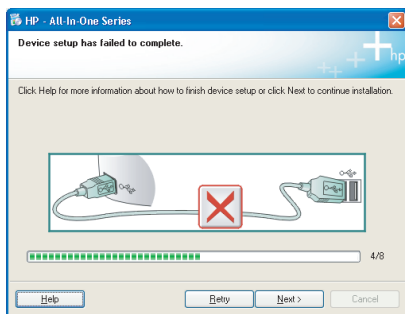 HP - All-In-One Series
Device setup has failed to complete.
hp
Click Help for more information about how to finish device setup or click Next to continue installation.
4/8
Help
Retry
Next >
Cancel